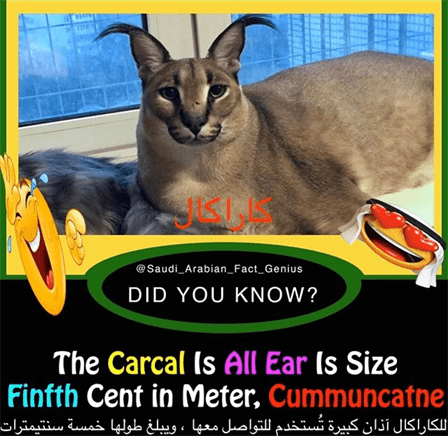 كاراكال
@Saudi_Arabian_Fact_Genius
DID YOU KNOW?
The Carcal Is All Ear Is Size
Finfth Cent in Meter, Cummuncatne
للكاراكال آذان كبيرة تُستخدم للتواصل معها ، ويبلغ طولها خمسة سنتيمترات